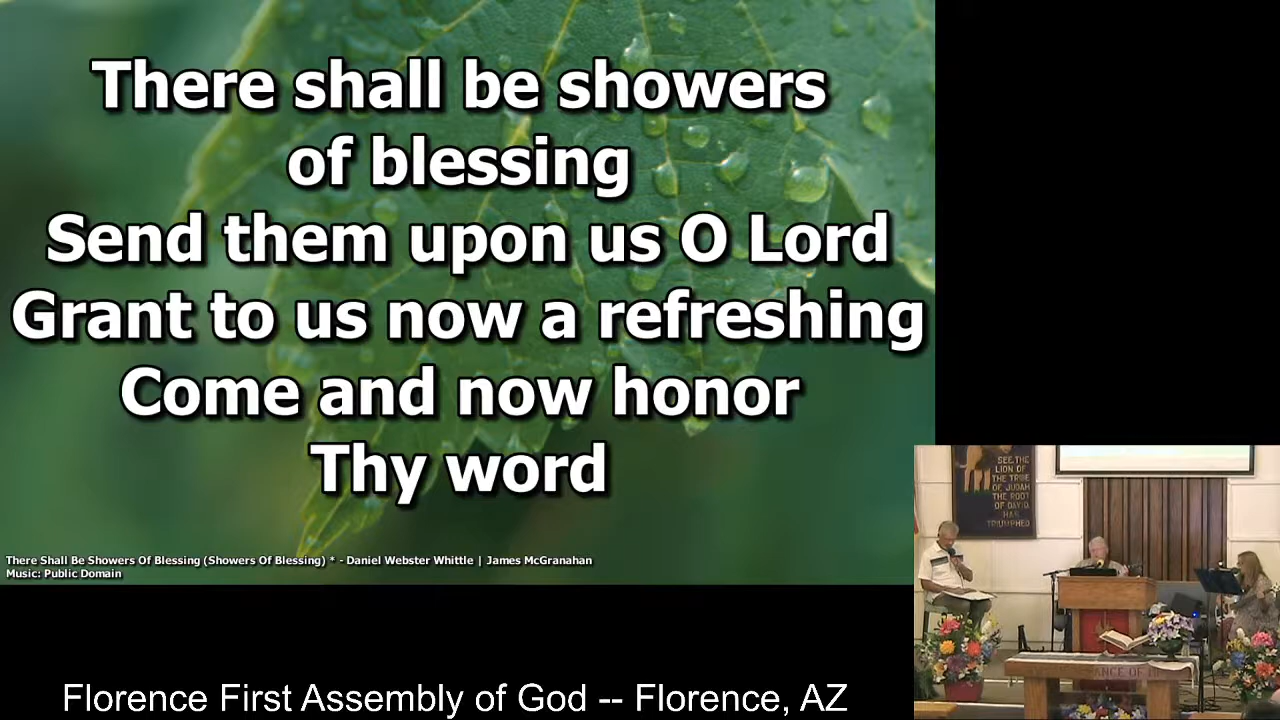 There shall be showers
of blessing
Send them upon us O Lord
Grant to us now a refreshing
Come and now honor
Thy word
There Shall Be Showers Of Blessing (Showers Of Blessing) * - Daniel Webster Whittle | James McGranahan
Music: Public Domain
SEE, THE
LION OF
THE TRIBE
OF JUDAH
THE ROOT
OF DAVID
HAS
TRIUMPHED
Florence First Assembly of God -- Florence, AZ